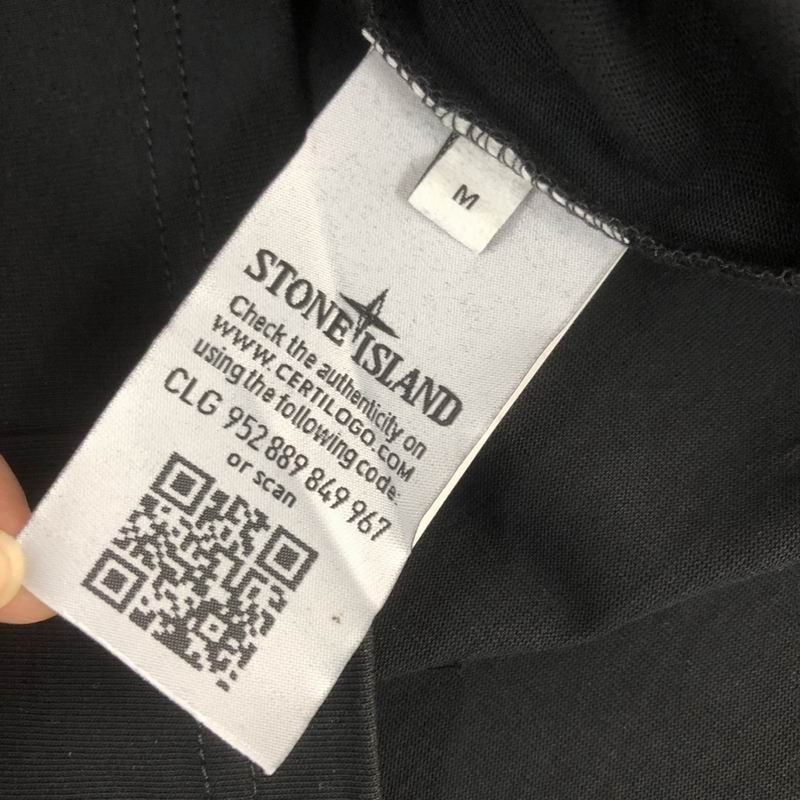 M
STONE ISLAND
Check the authenticity on
WWW.CERTILOGO.COM
using the following code:
CLG 952 889 849 967
or scan